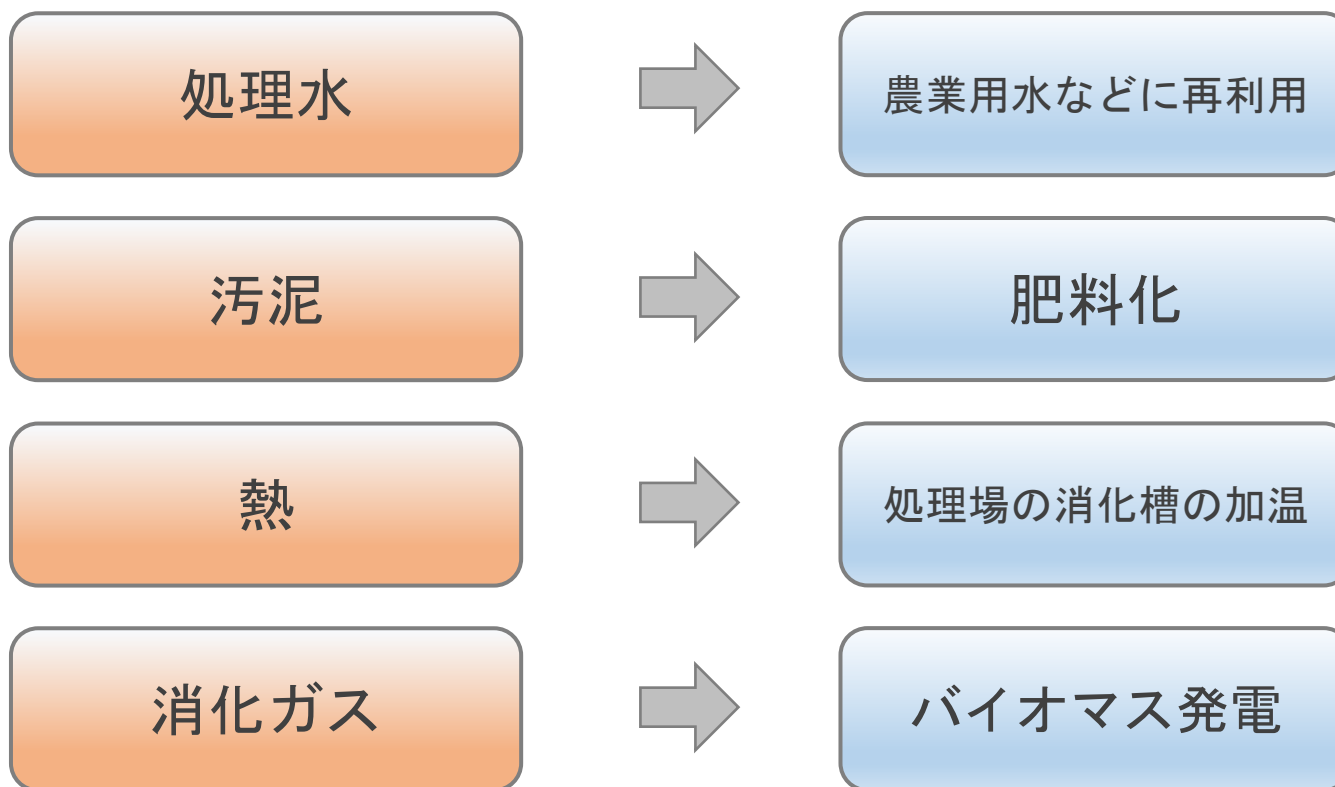 処理水
農業用水などに再利用
汚泥
肥料化
熱
処理場の消化槽の加温
消化ガス
バイオマス発電